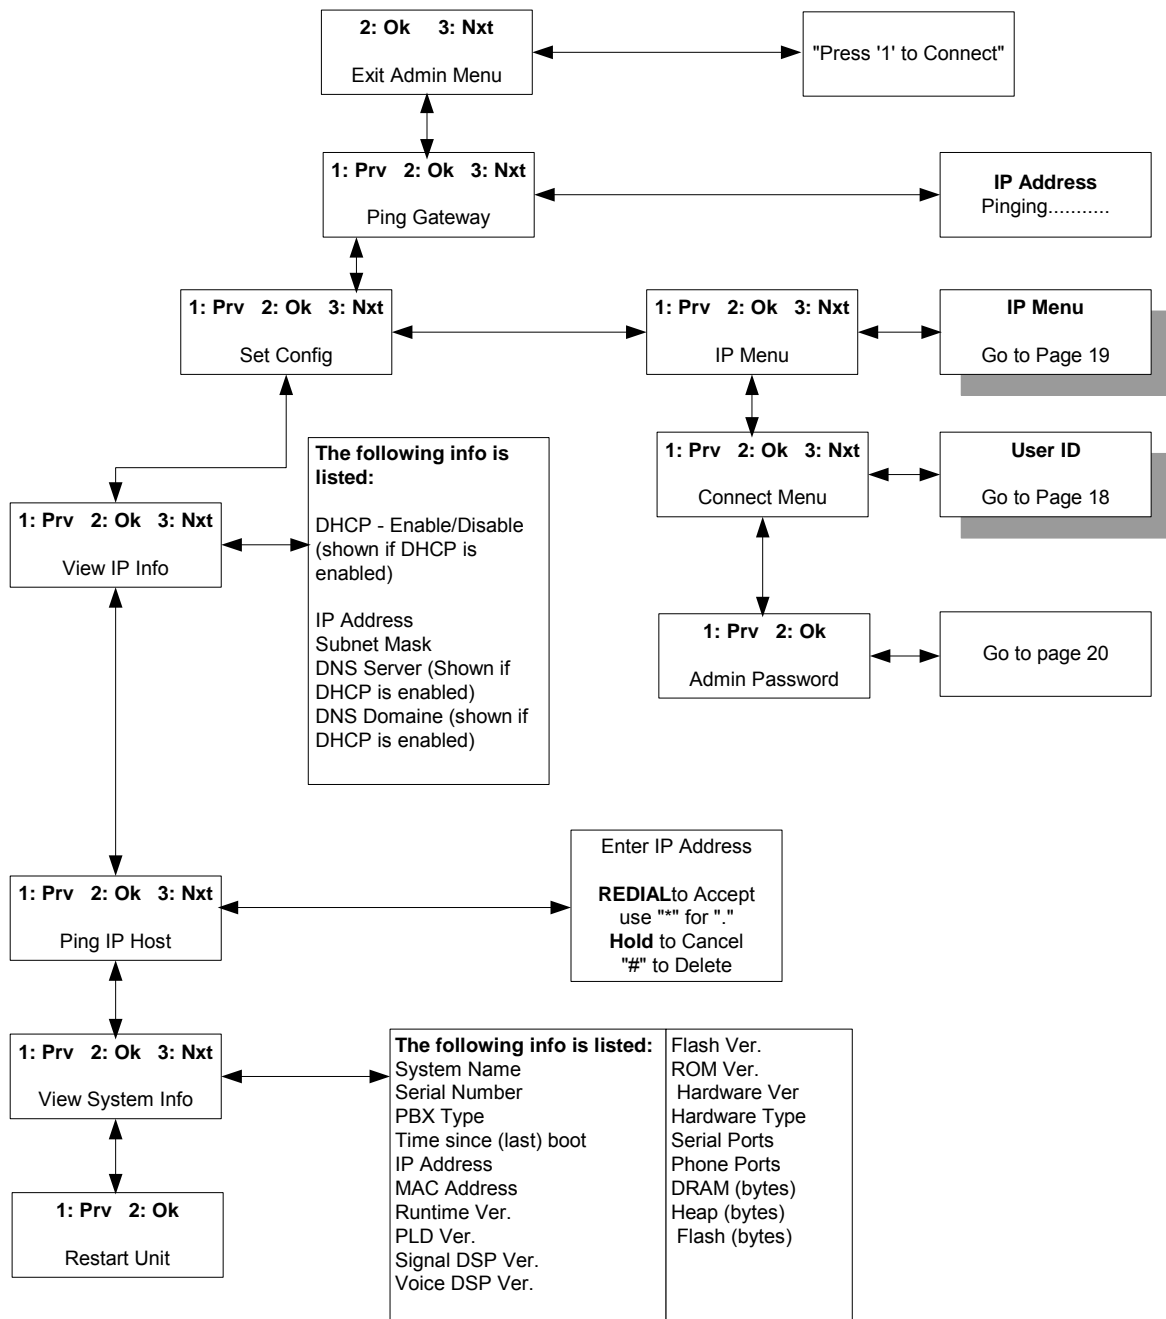 2: Ok 3: Nxt
Exit Admin Menu
"Press '1' to Connect"
1: Prv 2: Ok 3: Nxt
Ping Gateway
IP Address
Pinging...........
1: Prv 2: Ok 3: Nxt
Set Config
1: Prv 2: Ok 3: Nxt
IP Menu
IP Menu
Go to Page 19
1: Prv 2: Ok 3: Nxt
Connect Menu
User ID
Go to Page 18
The following info is
listed:
DHCP - Enable/Disable
(shown if DHCP is
enabled)
IP Address
Subnet Mask
DNS Server (Shown if
DHCP is enabled)
DNS Domaine (shown if
DHCP is enabled)
1: Prv 2: Ok 3: Nxt
View IP Info
1: Prv 2: Ok
Admin Password
Go to page 20
1: Prv 2: Ok 3: Nxt
Ping IP Host
Enter IP Address
REDIALto Accept
use "*" for "."
Hold to Cancel
"#" to Delete
1: Prv 2: Ok 3: Nxt
View System Info
The following info is listed:
System Name
Serial Number
PBX Type
Time since (last) boot
IP Address
MAC Address
Runtime Ver.
PLD Ver.
Signal DSP Ver.
Voice DSP Ver.
Flash Ver.
ROM Ver.
Hardware Ver
Hardware Type
Serial Ports
Phone Ports
DRAM (bytes)
Heap (bytes)
Flash (bytes)
1: Prv 2: Ok
Restart Unit